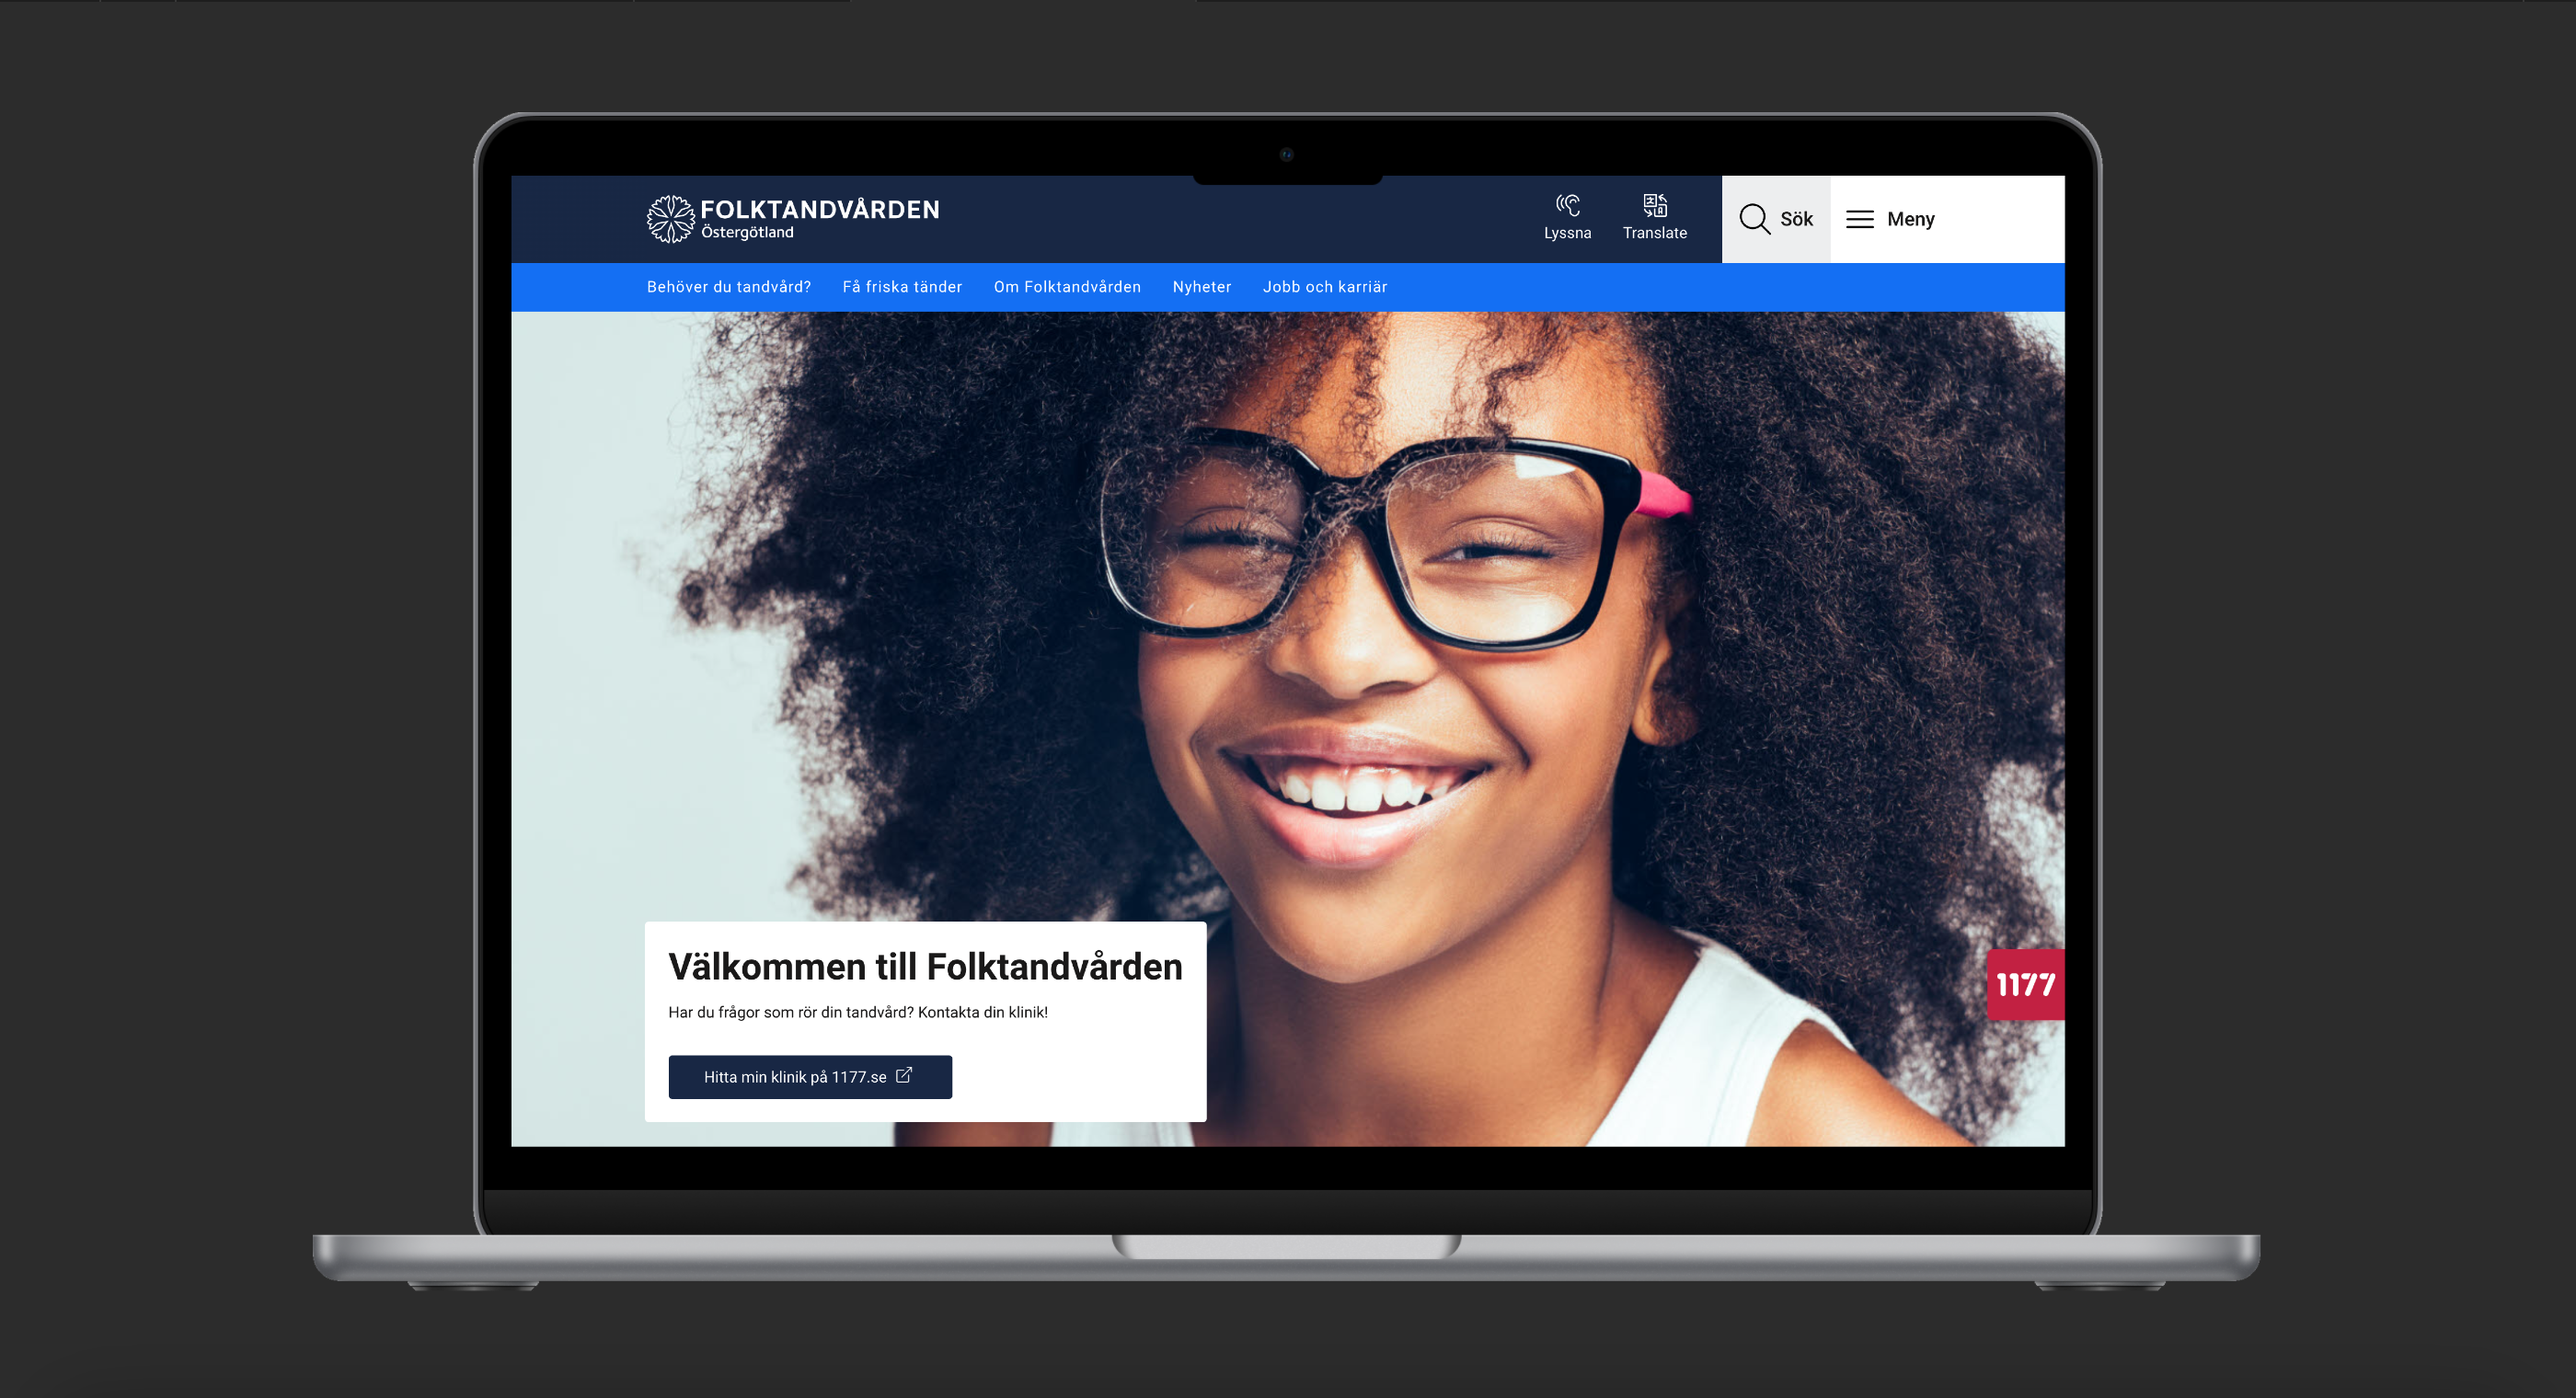 FOLKTANDVÅRDEN
Östergötland
Lyssna
Translate
Sök
Meny
Behöver du tandvård? Få friska tänder Om Folktandvården Nyheter Jobb och karriär
Välkommen till Folktandvården
Har du frågor som rör din tandvård? Kontakta din klinik!
Hitta min klinik på 1177.se
1177